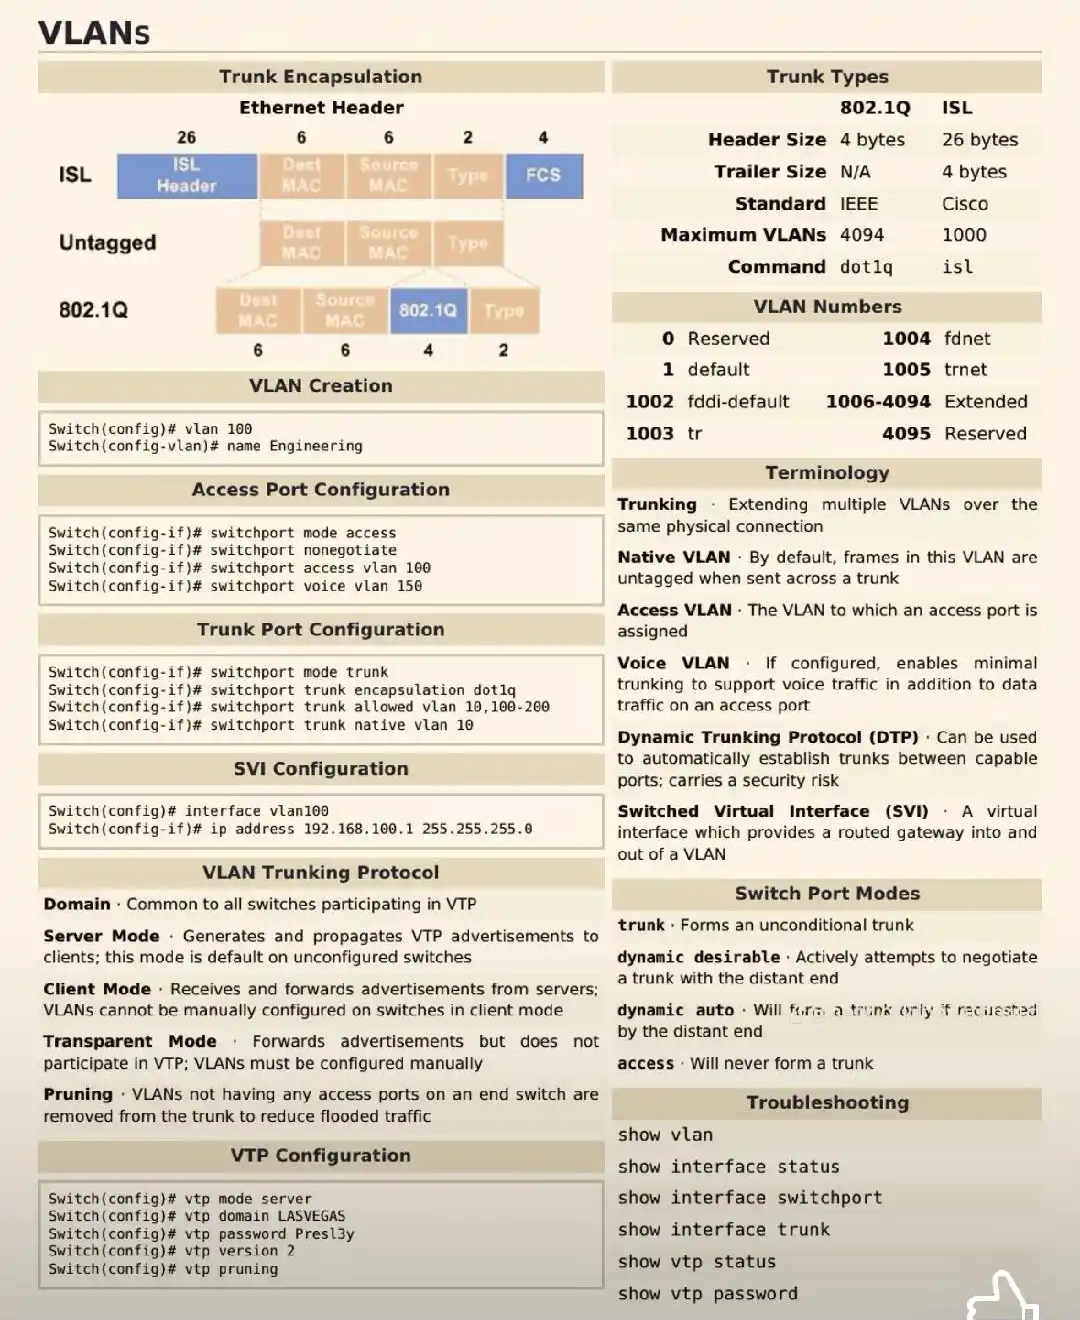 VLANs
Trunk Encapsulation
Ethernet Header
26 6 6 2 4
ISL
ISL Header
Dest MAC
Source MAC
Type
FCS
Untagged
Dest MAC
Source MAC
Type
802.1Q
Dest MAC
Source MAC
802.1Q
Type
6 6 4 2
VLAN Creation
Switch(config)# vlan 100
Switch(config-vlan)# name Engineering
Access Port Configuration
Switch(config-if)# switchport mode access
Switch(config-if)# switchport nonegotiate
Switch(config-if)# switchport access vlan 100
Switch(config-if)# switchport voice vlan 150
Trunk Port Configuration
Switch(config-if)# switchport mode trunk
Switch(config-if)# switchport trunk encapsulation dot1q
Switch(config-if)# switchport trunk allowed vlan 10,100-200
Switch(config-if)# switchport trunk native vlan 10
SVI Configuration
Switch(config)# interface vlan100
Switch(config-if)# ip address 192.168.100.1 255.255.255.0
VLAN Trunking Protocol
Domain · Common to all switches participating in VTP
Server Mode · Generates and propagates VTP advertisements to
clients; this mode is default on unconfigured switches
Client Mode · Receives and forwards advertisements from servers;
VLANs cannot be manually configured on switches in client mode
Transparent Mode · Forwards advertisements but does not
participate in VTP; VLANs must be configured manually
Pruning · VLANs not having any access ports on an end switch are
removed from the trunk to reduce flooded traffic
VTP Configuration
Switch(config)# vtp mode server
Switch(config)# vtp domain LASVEGAS
Switch(config)# vtp password Presl3y
Switch(config)# vtp version 2
Switch(config)# vtp pruning
Trunk Types
802.1Q ISL
Header Size 4 bytes 26 bytes
Trailer Size N/A 4 bytes
Standard IEEE Cisco
Maximum VLANs 4094 1000
Command dot1q isl
VLAN Numbers
0 Reserved 1004 fdnet
1 default 1005 trnet
1002 fddi-default 1006-4094 Extended
1003 tr 4095 Reserved
Terminology
Trunking · Extending multiple VLANs over the
same physical connection
Native VLAN · By default, frames in this VLAN are
untagged when sent across a trunk
Access VLAN · The VLAN to which an access port is
assigned
Voice VLAN · If configured, enables minimal
trunking to support voice traffic in addition to data
traffic on an access port
Dynamic Trunking Protocol (DTP) · Can be used
to automatically establish trunks between capable
ports; carries a security risk
Switched Virtual Interface (SVI) · A virtual
interface which provides a routed gateway into and
out of a VLAN
Switch Port Modes
trunk · Forms an unconditional trunk
dynamic desirable · Actively attempts to negotiate
a trunk with the distant end
dynamic auto · Will form a trunk only if requested
by the distant end
access · Will never form a trunk
Troubleshooting
show vlan
show interface status
show interface switchport
show interface trunk
show vtp status
show vtp password